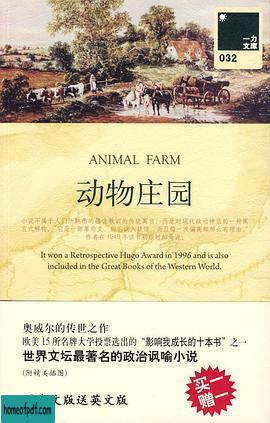 一力
文库
032
ANIMAL FARM
动物庄园
It won a Retrospective Hugo Award in 1996 and is also
included in the Great Books of the Western World.
奥威尔的传世之作
欧美15所名牌大学投票选出的“影响我成长的十本书”之一
世界文坛最著名的政治讽喻小说
(附精美插图)
买一
赠一
文版送英文版
homeofpdf.com